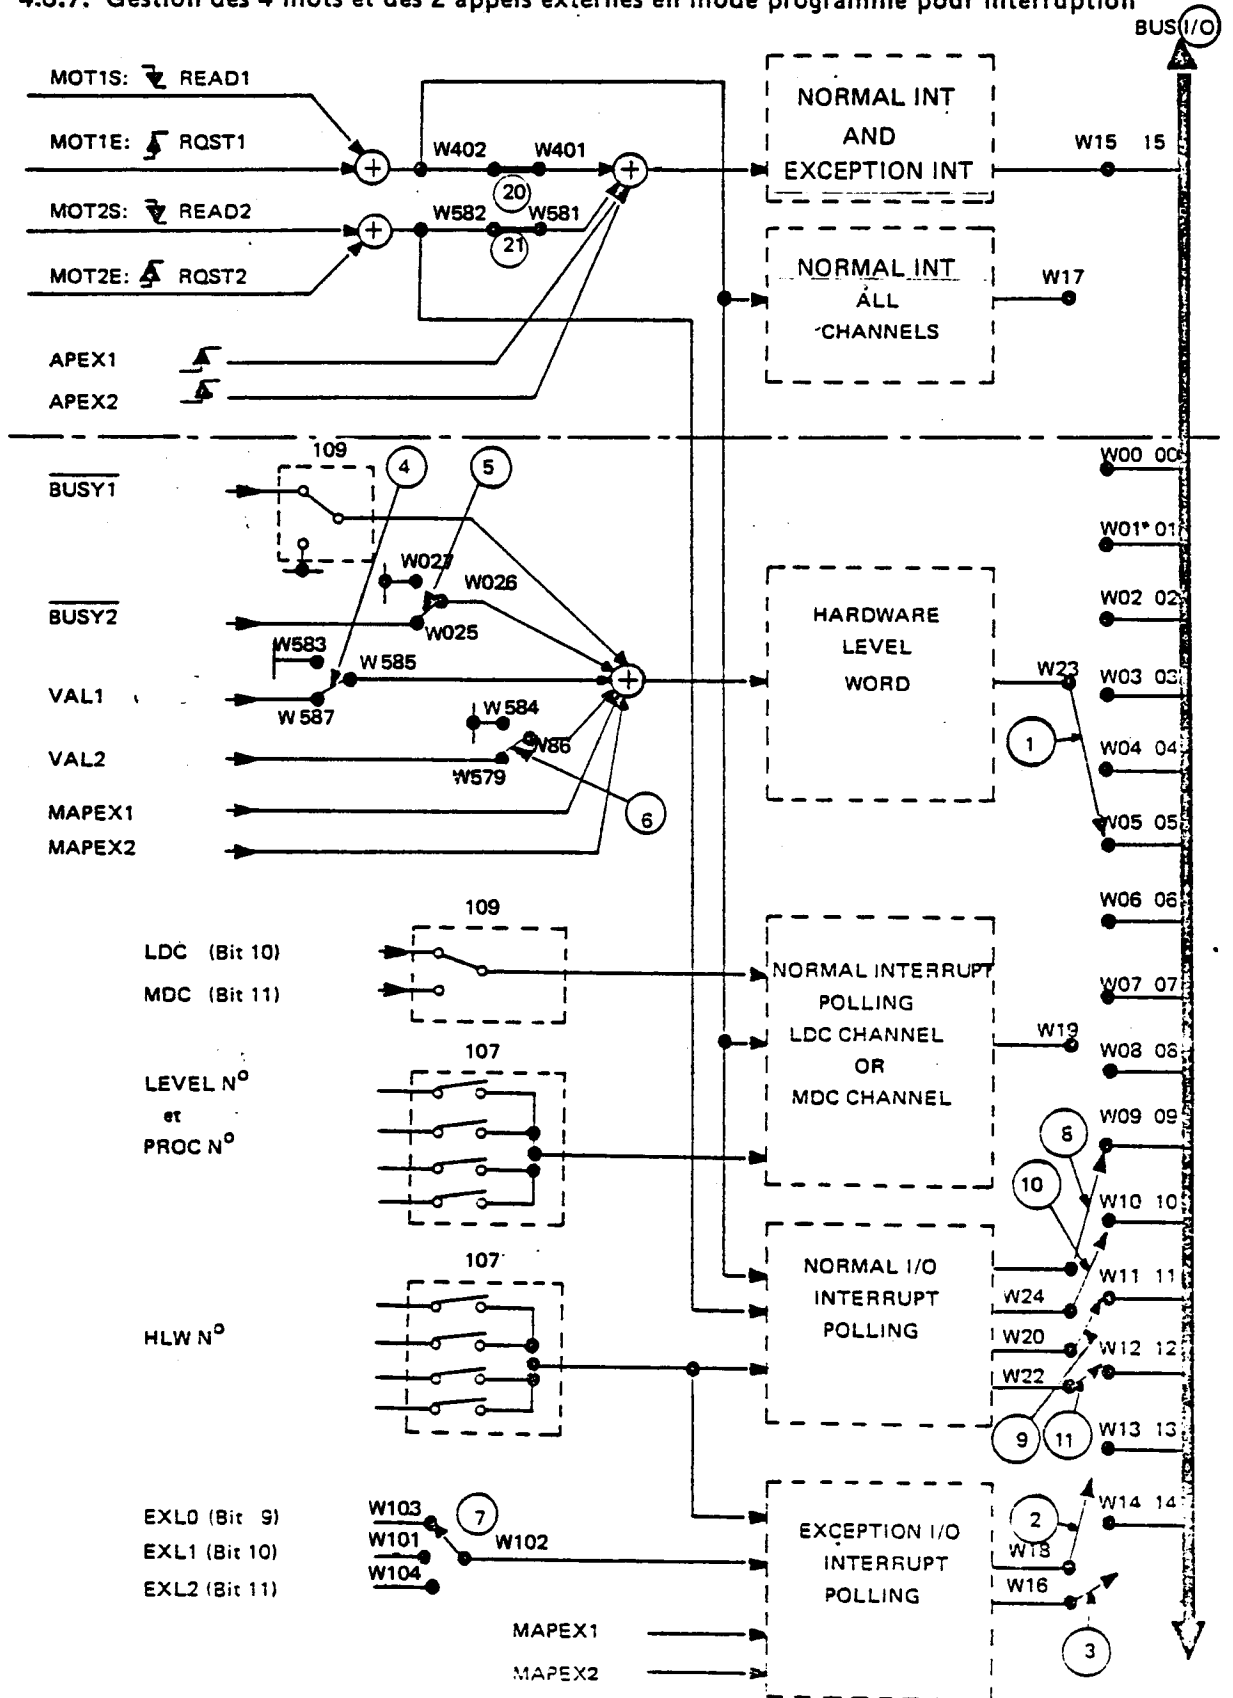 4.6.7. Gestion des 4 mots et des 2 appels externes en mode programmé pour interruption
BUS I/O
MOT1S: READ1
MOT1E: RQST1
MOT2S: READ2
MOT2E: RQST2
W402 W401
20
W582 W581
21
NORMAL INT
AND
EXCEPTION INT
W15 15
NORMAL INT
ALL
CHANNELS
W17
APEX1
APEX2
109
4
5
BUSY1
W027
W026
BUSY2
W025
W583
W585
VAL1
W587
W584
W86
VAL2
W579
6
MAPEX1
MAPEX2
HARDWARE
LEVEL
WORD
W23
1
W00 00
W01 01
W02 02
W03 03
W04 04
W05 05
W06 06
W07 07
W08 08
W09 09
W10 10
W11 11
W12 12
W13 13
W14 14
109
LDC (Bit 10)
MDC (Bit 11)
NORMAL INTERRUPT
POLLING
LDC CHANNEL
OR
MDC CHANNEL
W19
107
LEVEL N°
et
PROC N°
8
10
107
HLW N°
NORMAL I/O
INTERRUPT
POLLING
W24
W20
W22
9
11
EXL0 (Bit 9)
EXL1 (Bit 10)
EXL2 (Bit 11)
W103
W101
W104
7
W102
EXCEPTION I/O
INTERRUPT
POLLING
2
W18
W16
3
MAPEX1
MAPEX2